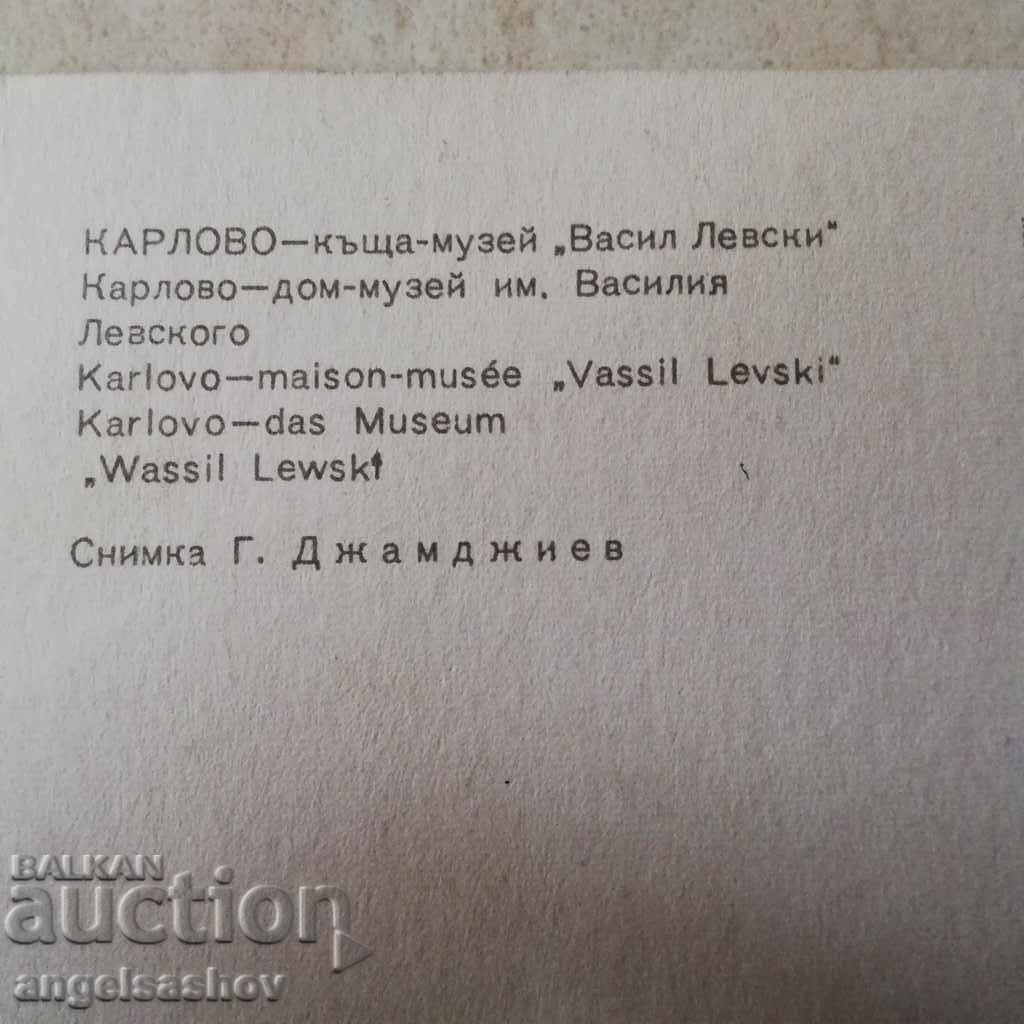 КАРЛОВО—къща-музей „Васил Левски“
Карлово—дом-музей им. Василия
Левского
Karlovo—maison-musée „Vassil Levski“
Karlovo—das Museum
„Wassil Lewski
Снимка Г. Джамджиев
BALKAN
auction
angelsashov